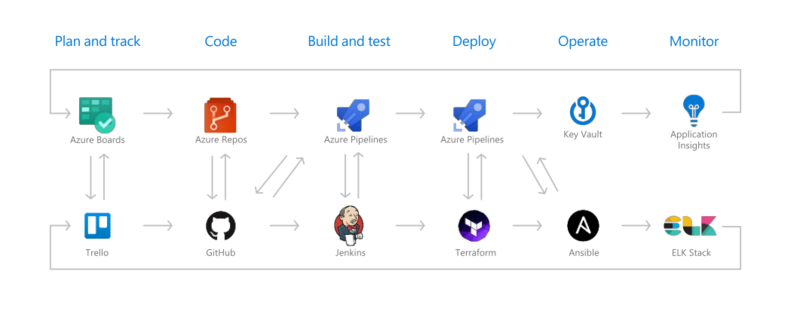 Plan and track
Code
Build and test
Deploy
Operate
Monitor
Azure Boards
Azure Repos
Azure Pipelines
Azure Pipelines
Key Vault
Application
Insights
Trello
GitHub
Jenkins
Terraform
Ansible
ELK
ELK Stack